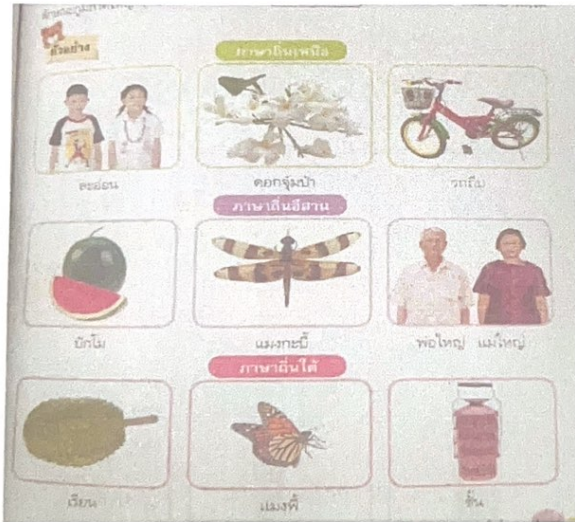 ตัวอย่าง
ภาษาถิ่นเหนือ
ละอ่อน ดอกจุ๋มป๋า รถถีบ
ภาษาถิ่นอีสาน
บักโม แมงกะบี้ พ่อใหญ่ แม่ใหญ่
ภาษาถิ่นใต้
เรียน แมงพี้ ชั้น